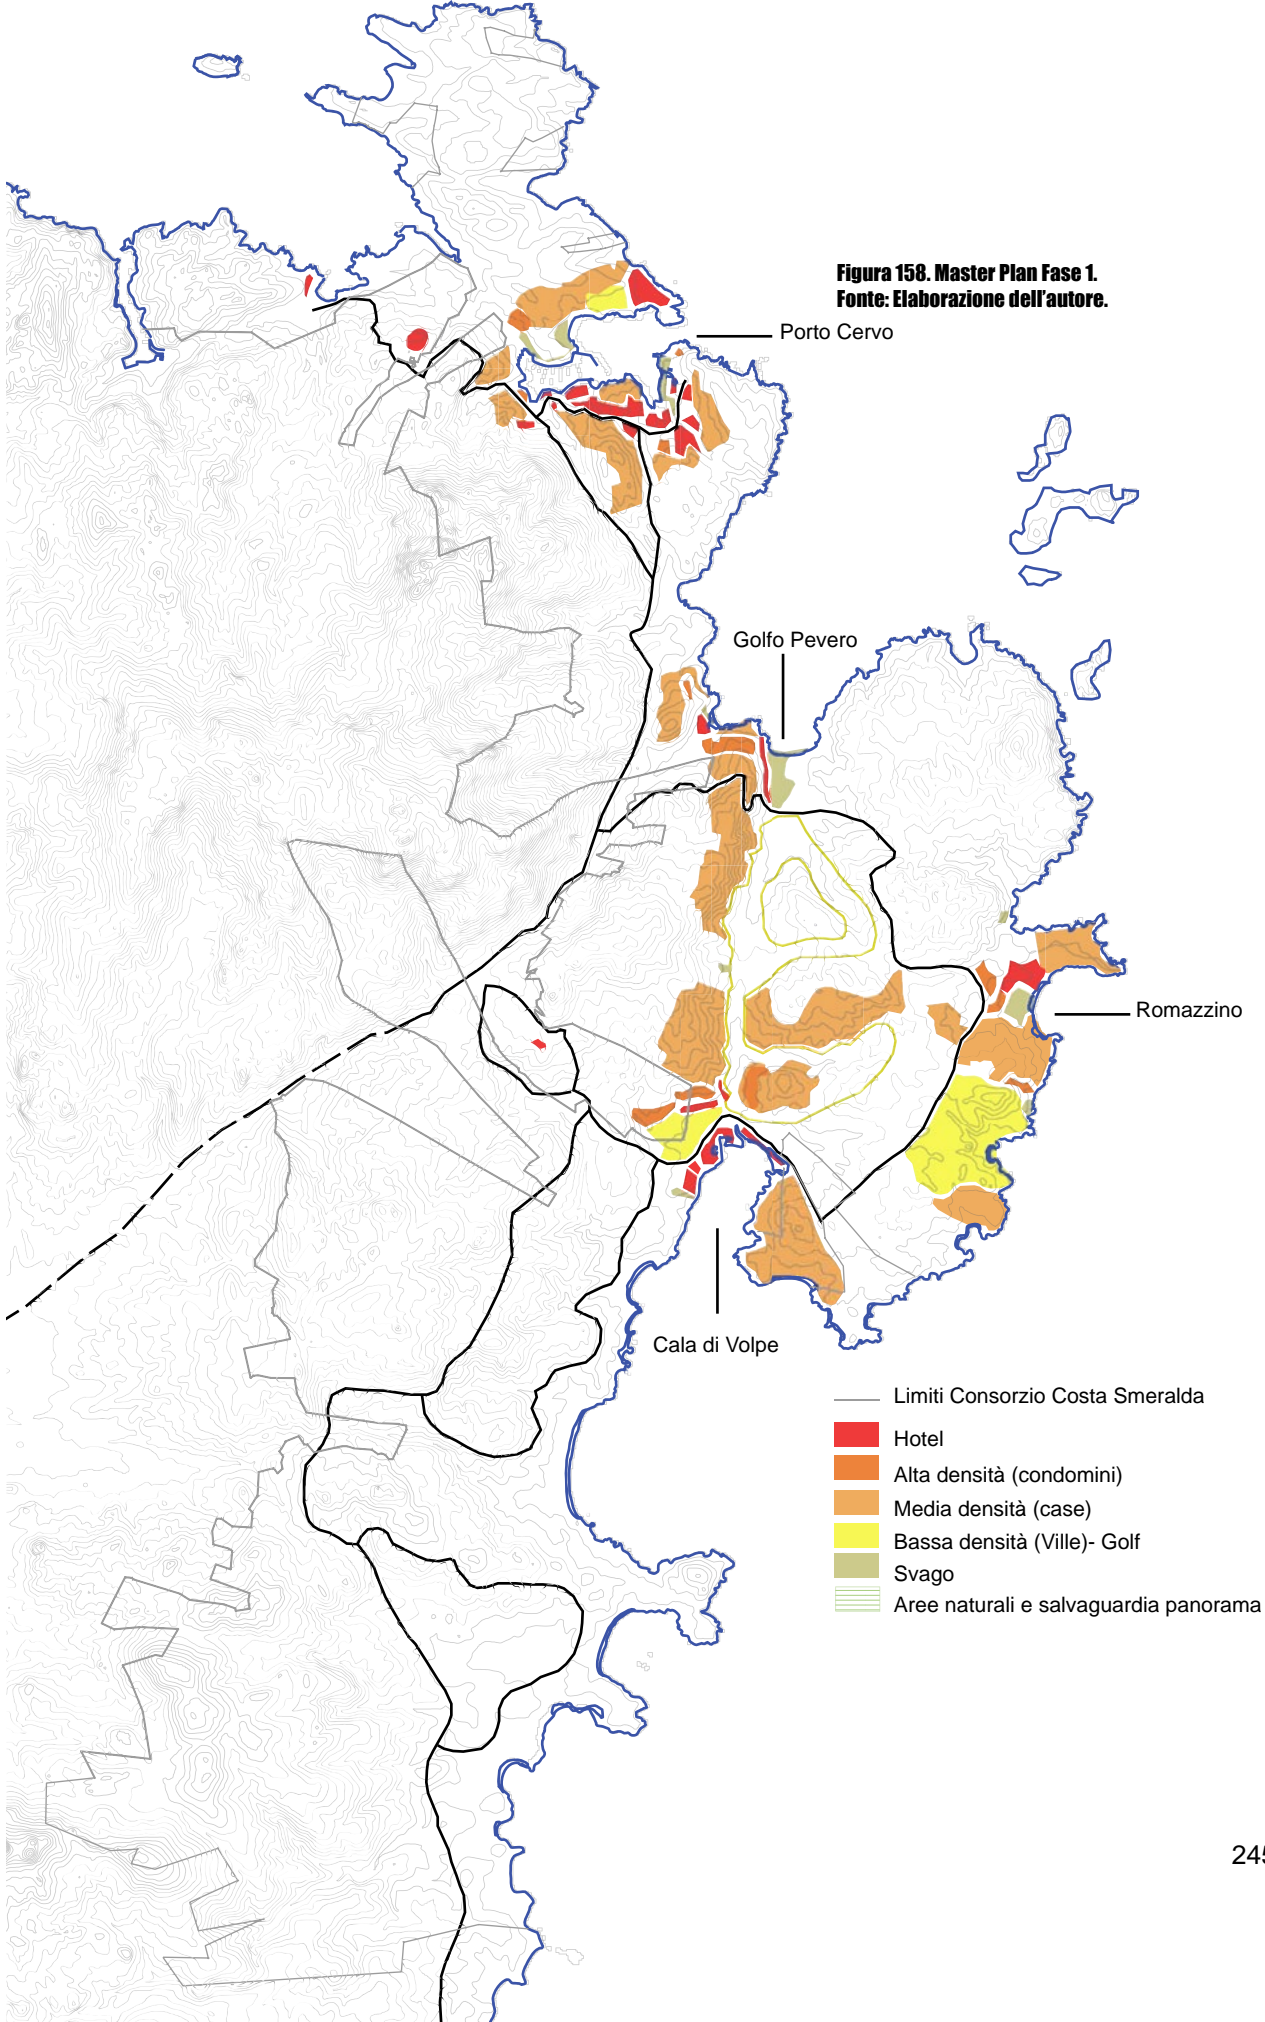 Figura 158. Master Plan Fase 1.
Fonte: Elaborazione dell'autore.
Porto Cervo
Golfo Pevero
Romazzino
Cala di Volpe
Limiti Consorzio Costa Smeralda
Hotel
Alta densità (condomini)
Media densità (case)
Bassa densità (Ville)- Golf
Svago
Aree naturali e salvaguardia panorama
245